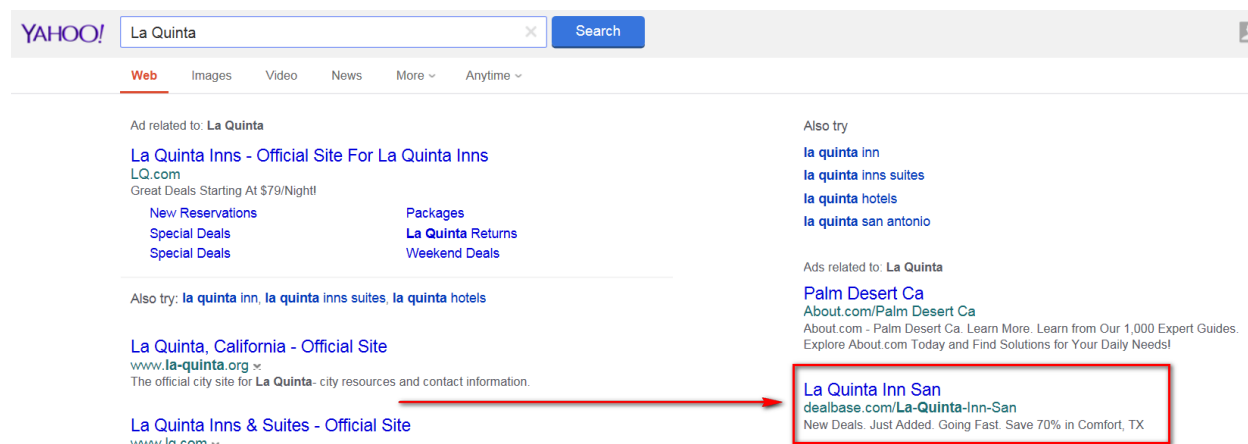 YAHOO!
La Quinta
Search
Web Images Video News More Anytime
Ad related to: La Quinta
La Quinta Inns - Official Site For La Quinta Inns
LQ.com
Great Deals Starting At $79/Night!
New Reservations Packages
Special Deals La Quinta Returns
Special Deals Weekend Deals
Also try: la quinta inn, la quinta inns suites, la quinta hotels
La Quinta, California - Official Site
www.la-quinta.org
The official city site for La Quinta- city resources and contact information.
La Quinta Inns & Suites - Official Site
www.lq.com
Also try
la quinta inn
la quinta inns suites
la quinta hotels
la quinta san antonio
Ads related to: La Quinta
Palm Desert Ca
About.com/Palm Desert Ca
About.com - Palm Desert Ca. Learn More. Learn from Our 1,000 Expert Guides.
Explore About.com Today and Find Solutions for Your Daily Needs!
La Quinta Inn San
dealbase.com/La-Quinta-Inn-San
New Deals. Just Added. Going Fast. Save 70% in Comfort, TX